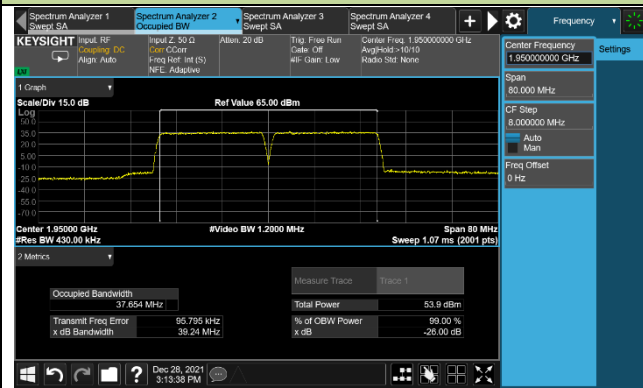 Spectrum Analyzer 1
Swept SA
Spectrum Analyzer 2
Occupied BW
Spectrum Analyzer 3
Swept SA
Spectrum Analyzer 4
Swept SA
Frequency
KEYSIGHT
Input: RF
Coupling: DC
Align: Auto
Input Z: 50 Ω
Corr CCorr
Freq Ref: Int (S)
NFE: Adaptive
Atten: 20 dB
Trig: Free Run
Gate: Off
#IF Gain: Low
Center Freq: 1.950000000 GHz
Avg|Hold:>10/10
Radio Std: None
Center Frequency
1.950000000 GHz
Settings
Span
80.000 MHz
CF Step
8.000000 MHz
Auto
Man
Freq Offset
0 Hz
1 Graph
Scale/Div 15.0 dB
Ref Value 65.00 dBm
Log
50.0
35.0
20.0
5.00
-10.0
-25.0
-40.0
-55.0
-70.0
Center 1.95000 GHz
#Video BW 1.2000 MHz
Span 80 MHz
#Res BW 430.00 kHz
Sweep 1.07 ms (2001 pts)
2 Metrics
Measure Trace
Trace 1
Occupied Bandwidth
37.654 MHz
Total Power
53.9 dBm
Transmit Freq Error
95.795 kHz
% of OBW Power
99.00 %
x dB Bandwidth
39.24 MHz
x dB
-26.00 dB
Dec 28, 2021
3:13:38 PM